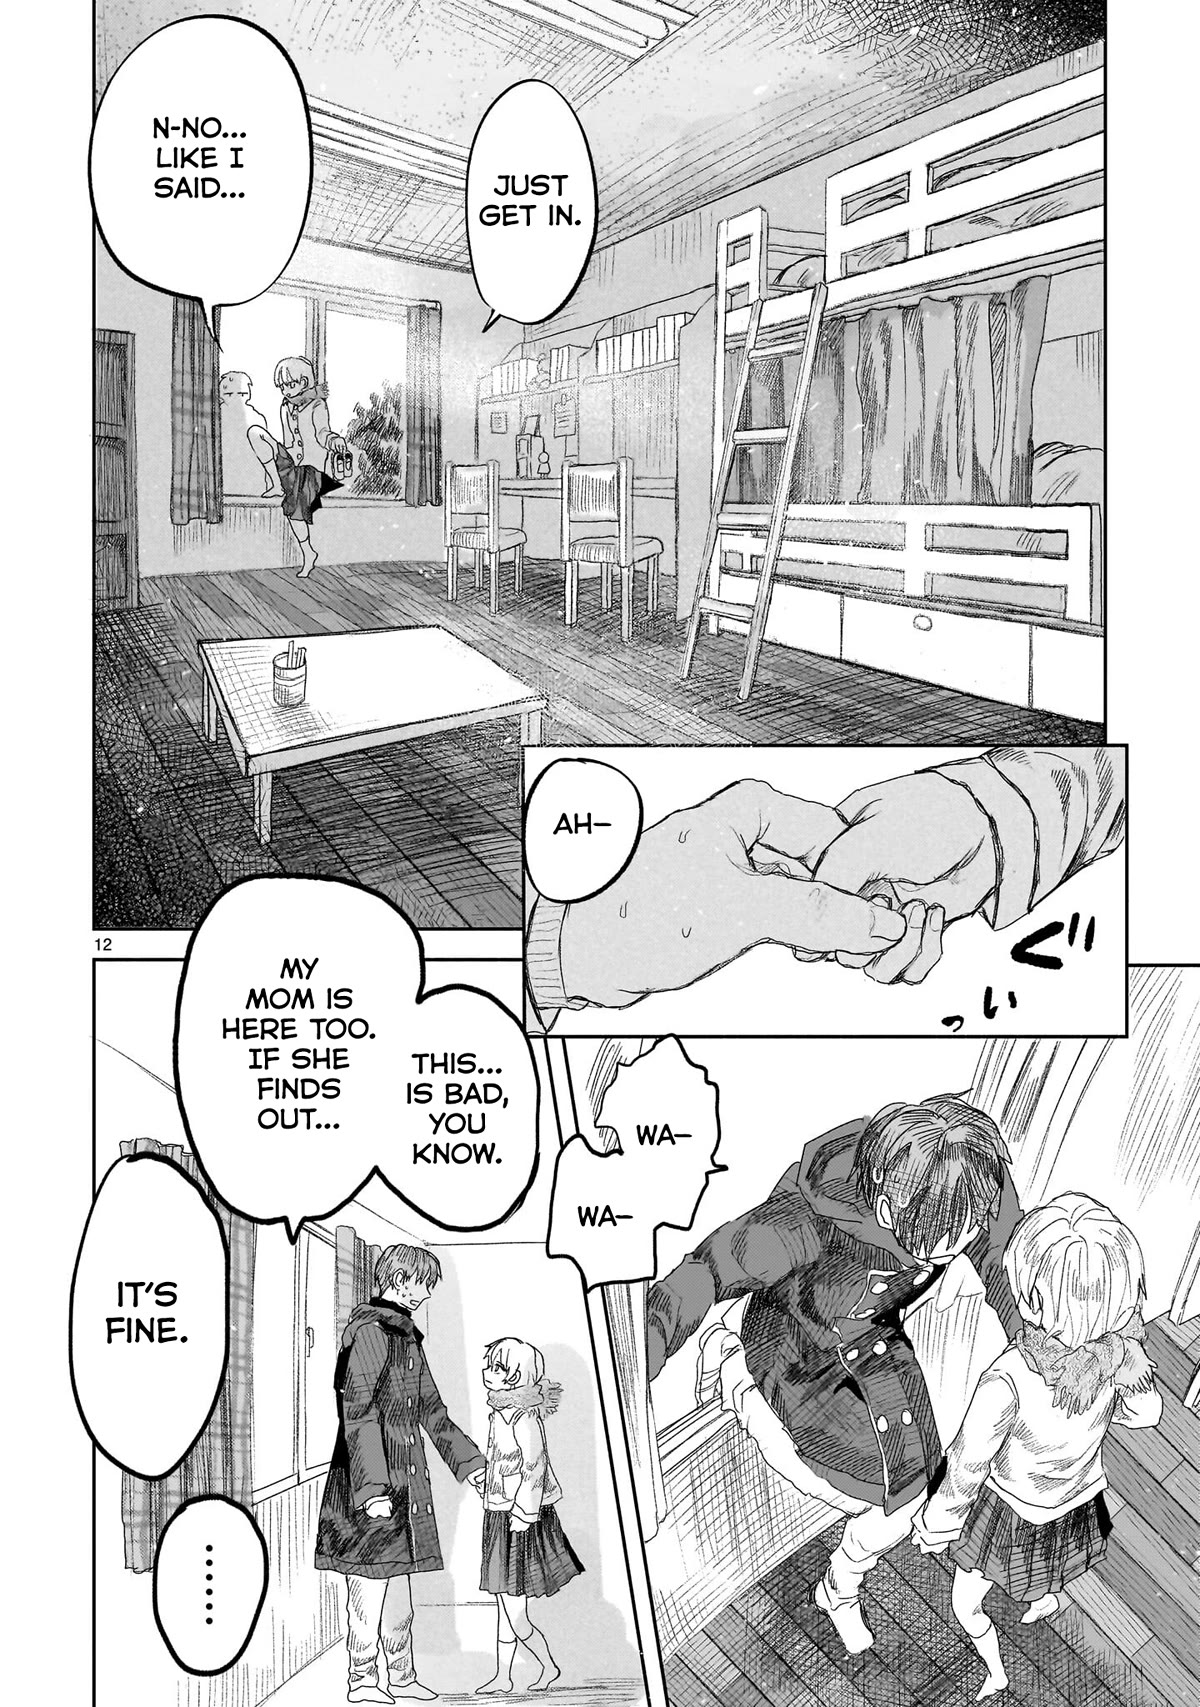 JUST
GET IN.
N-NO...
LIKE I
SAID...
AH–
ぐ
いっ
WA–
WA–
THIS...
IS BAD,
YOU
KNOW.
MY
MOM IS
HERE TOO.
IF SHE
FINDS
OUT...
IT'S
FINE.
......
12